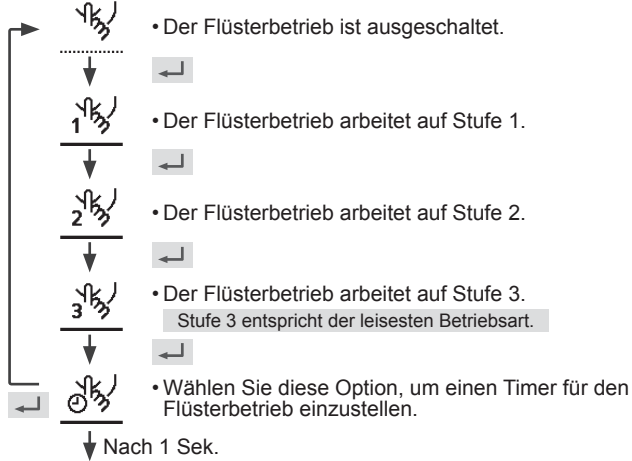 • Der Flüsterbetrieb ist ausgeschaltet.
1
• Der Flüsterbetrieb arbeitet auf Stufe 1.
2
• Der Flüsterbetrieb arbeitet auf Stufe 2.
3
• Der Flüsterbetrieb arbeitet auf Stufe 3.
Stufe 3 entspricht der leisesten Betriebsart.
• Wählen Sie diese Option, um einen Timer für den
Flüsterbetrieb einzustellen.
Nach 1 Sek.